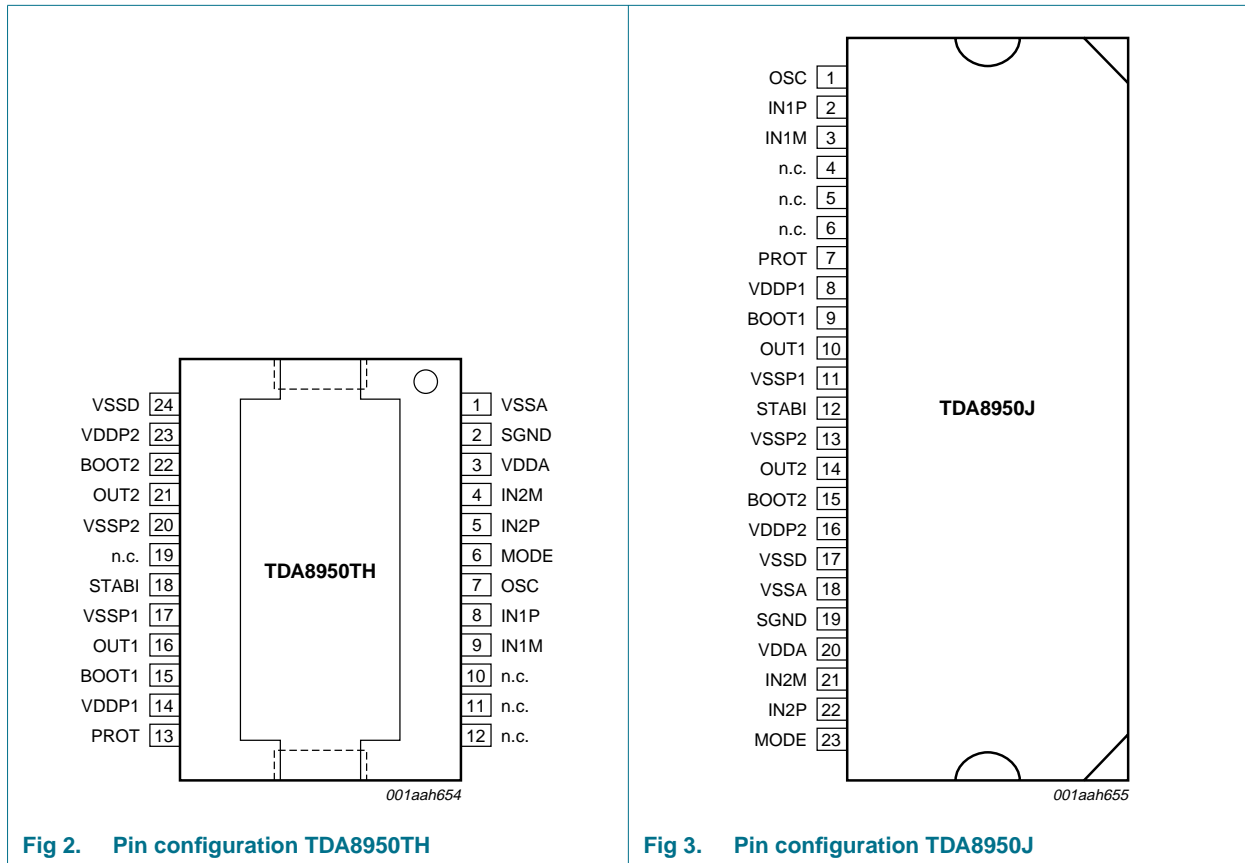 VSSD 24
VDDP2 23
BOOT2 22
OUT2 21
VSSP2 20
n.c. 19
STABI 18
VSSP1 17
OUT1 16
BOOT1 15
VDDP1 14
PROT 13
TDA8950TH
1 VSSA
2 SGND
3 VDDA
4 IN2M
5 IN2P
6 MODE
7 OSC
8 IN1P
9 IN1M
10 n.c.
11 n.c.
12 n.c.
001aah654
Fig 2. Pin configuration TDA8950TH
OSC 1
IN1P 2
IN1M 3
n.c. 4
n.c. 5
n.c. 6
PROT 7
VDDP1 8
BOOT1 9
OUT1 10
VSSP1 11
STABI 12
VSSP2 13
OUT2 14
BOOT2 15
VDDP2 16
VSSD 17
VSSA 18
SGND 19
VDDA 20
IN2M 21
IN2P 22
MODE 23
TDA8950J
001aah655
Fig 3. Pin configuration TDA8950J